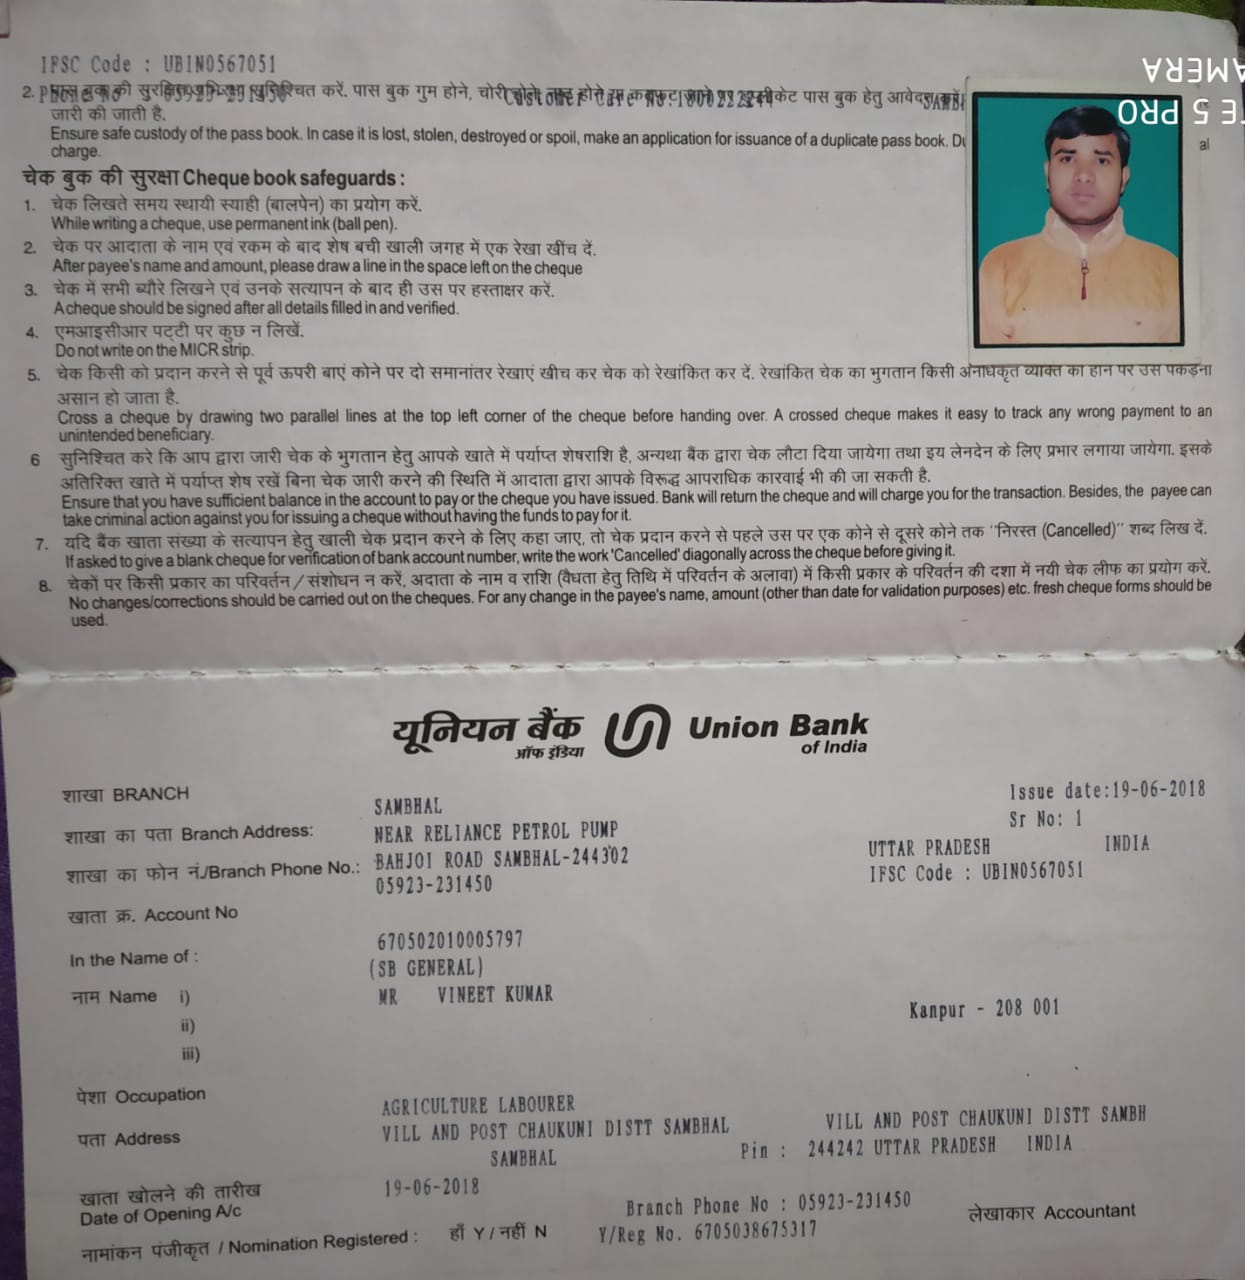 IFSC Code : UBIN0567051
2. पास बुक की सुरक्षित अभिरक्षा सुनिश्चित करें. पास बुक गुम होने, चोरी होने, नष्ट होने या
Customer Care No:1800222244
पास बुक हेतु आवेदन करें
AMERA
E 5 PRO
जारी की जाती है.
Ensure safe custody of the pass book. In case it is lost, stolen, destroyed or spoil, make an application for issuance of a duplicate pass book.
al
charge.
चेक बुक की सुरक्षा Cheque book safeguards :
1. चेक लिखते समय स्थायी स्याही (बालपेन) का प्रयोग करें.
While writing a cheque, use permanent ink (ball pen).
2. चेक पर आदाता के नाम एवं रकम के बाद शेष बची खाली जगह में एक रेखा खींच दें.
After payee's name and amount, please draw a line in the space left on the cheque
3. चेक में सभी ब्यौरे लिखने एवं उनके सत्यापन के बाद ही उस पर हस्ताक्षर करें.
A cheque should be signed after all details filled in and verified.
4. एमआइसीआर पट्टी पर कुछ न लिखें.
Do not write on the MICR strip.
5. चेक किसी को प्रदान करने से पूर्व ऊपरी बाएं कोने पर दो समानांतर रेखाएं खीच कर चेक को रेखांकित कर दें. रेखांकित चेक का भुगतान किसी अनाधिकृत व्यक्ति को होने पर उसे पकड़ना
असान हो जाता है.
Cross a cheque by drawing two parallel lines at the top left corner of the cheque before handing over. A crossed cheque makes it easy to track any wrong payment to an
unintended beneficiary.
6 सुनिश्चित करे कि आप द्वारा जारी चेक के भुगतान हेतु आपके खाते में पर्याप्त शेषराशि है, अन्यथा बैंक द्वारा चेक लौटा दिया जायेगा तथा इय लेनदेन के लिए प्रभार लगाया जायेगा. इसके
अतिरिक्त खाते में पर्याप्त शेष रखें बिना चेक जारी करने की स्थिति में आदाता द्वारा आपके विरूद्ध आपराधिक कारवाई भी की जा सकती है.
Ensure that you have sufficient balance in the account to pay or the cheque you have issued. Bank will return the cheque and will charge you for the transaction. Besides, the payee can
take criminal action against you for issuing a cheque without having the funds to pay for it.
7. यदि बैंक खाता संख्या के सत्यापन हेतु खाली चेक प्रदान करने के लिए कहा जाए, तो चेक प्रदान करने से पहले उस पर एक कोने से दूसरे कोने तक "निरस्त (Cancelled)" शब्द लिख दें.
If asked to give a blank cheque for verification of bank account number, write the work 'Cancelled' diagonally across the cheque before giving it.
8. चेकों पर किसी प्रकार का परिवर्तन / संशोधन न करें, अदाता के नाम व राशि (वैधता हेतु तिथि में परिवर्तन के अलावा) में किसी प्रकार के परिवर्तन की दशा में नयी चेक लीफ का प्रयोग करें.
No changes/corrections should be carried out on the cheques. For any change in the payee's name, amount (other than date for validation purposes) etc. fresh cheque forms should be
used.
यूनियन बैंक Union Bank
ऑफ इंडिया of India
शाखा BRANCH SAMBHAL Issue date:19-06-2018
Sr No: 1
शाखा का पता Branch Address: NEAR RELIANCE PETROL PUMP UTTAR PRADESH INDIA
शाखा का फोन नं./Branch Phone No.: BAHJOI ROAD SAMBHAL-244302 IFSC Code : UBIN0567051
05923-231450
खाता क्र. Account No 670502010005797
In the Name of : (SB GENERAL)
नाम Name i) MR VINEET KUMAR Kanpur - 208 001
ii)
iii)
पेशा Occupation AGRICULTURE LABOURER
पता Address VILL AND POST CHAUKUNI DISTT SAMBHAL VILL AND POST CHAUKUNI DISTT SAMBH
SAMBHAL Pin : 244242 UTTAR PRADESH INDIA
खाता खोलने की तारीख 19-06-2018
Date of Opening A/c Branch Phone No : 05923-231450 लेखाकार Accountant
नामांकन पंजीकृत / Nomination Registered : हाँ Y / नहीं N Y/Reg No. 6705038675317